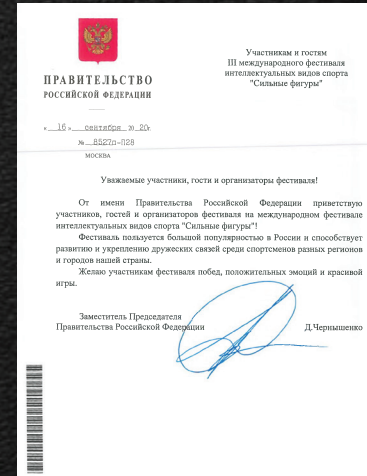 ПРАВИТЕЛЬСТВО
РОССИЙСКОЙ ФЕДЕРАЦИИ
« 16 » сентября 20 20г.
№ 8527п-П28
МОСКВА
Участникам и гостям
III международного фестиваля
интеллектуальных видов спорта
"Сильные фигуры"
Уважаемые участники, гости и организаторы фестиваля!
От имени Правительства Российской Федерации приветствую
участников, гостей и организаторов фестиваля на международном фестивале
интеллектуальных видов спорта "Сильные фигуры"!
Фестиваль пользуется большой популярностью в России и способствует
развитию и укреплению дружеских связей среди спортсменов разных регионов
и городов нашей страны.
Желаю участникам фестиваля побед, положительных эмоций и красивой
игры.
Заместитель Председателя
Правительства Российской Федерации
Д.Чернышенко